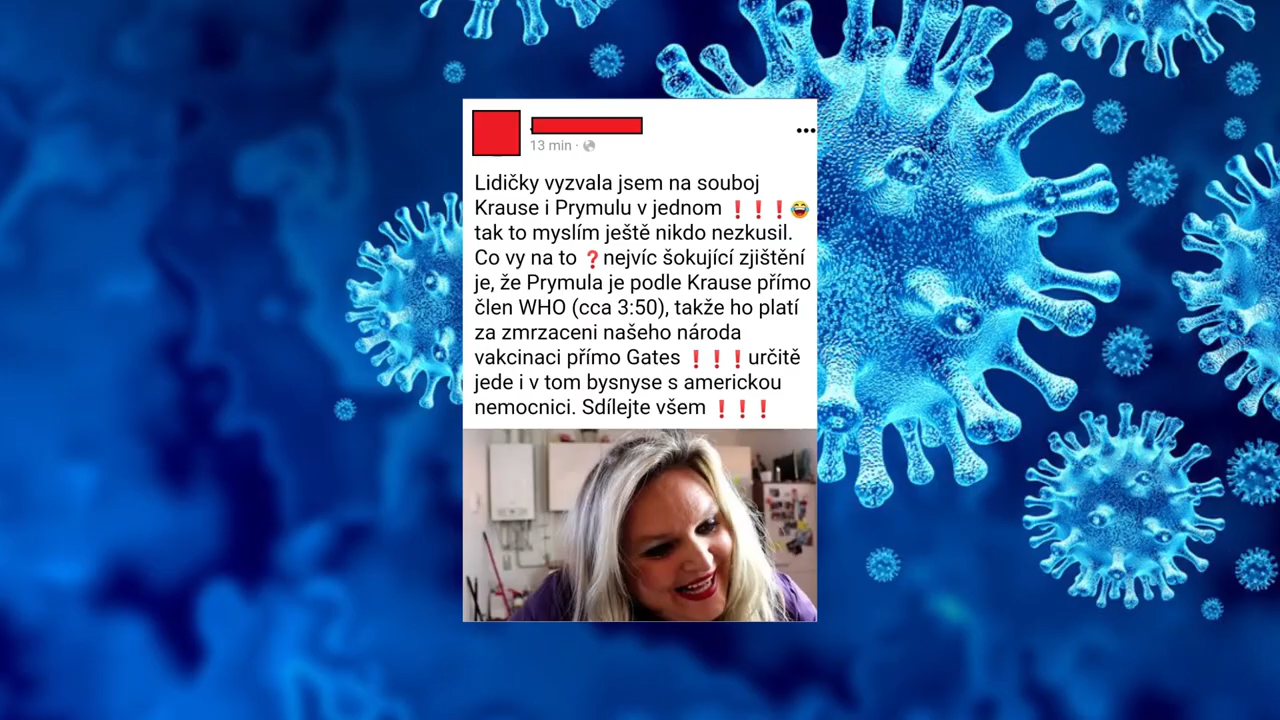 13 min ·
Lidičky vyzvala jsem na souboj
Krause i Prymulu v jednom ❗❗❗😂
tak to myslím ještě nikdo nezkusil.
Co vy na to ❓nejvíc šokující zjištění
je, že Prymula je podle Krause přímo
člen WHO (cca 3:50), takže ho platí
za zmrzaceni našeho národa
vakcinaci přímo Gates ❗❗❗určitě
jede i v tom bysnyse s americkou
nemocnici. Sdílejte všem ❗❗❗